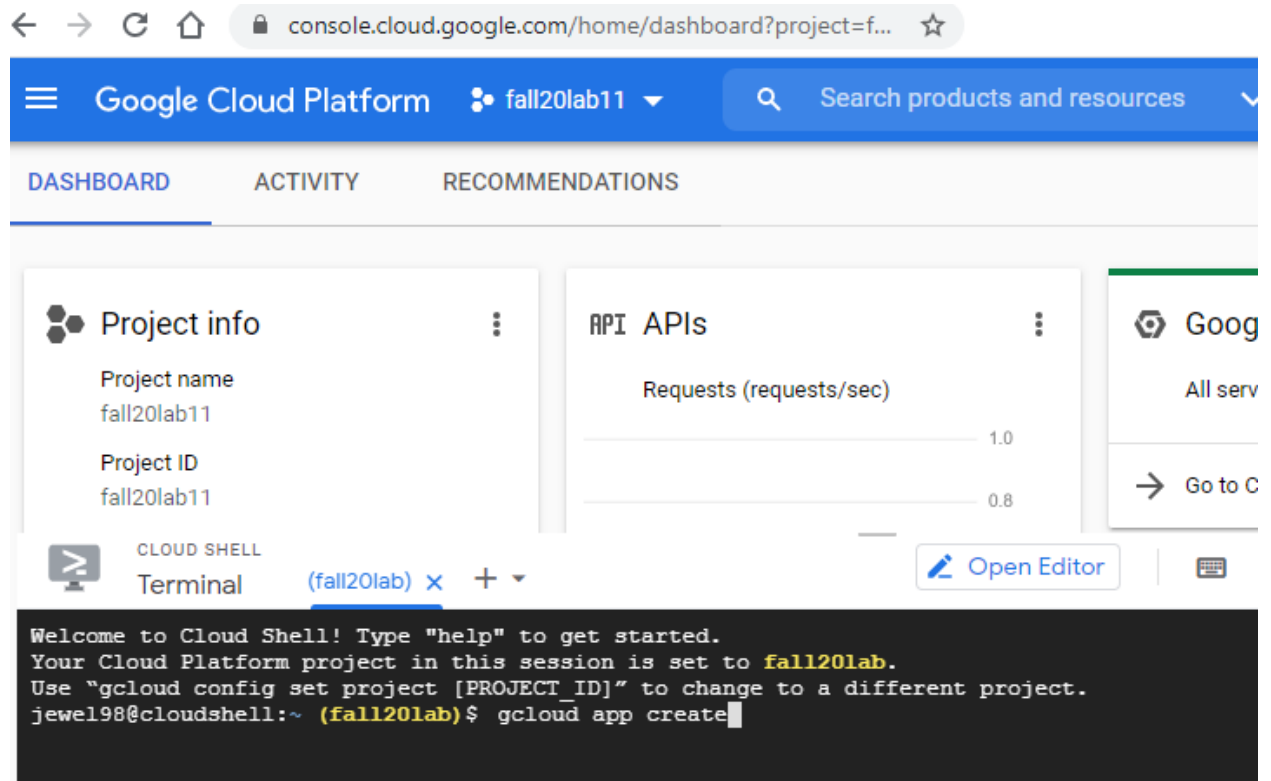 console.cloud.google.com/home/dashboard?project=f...
Google Cloud Platform fall20lab11 Search products and resources
DASHBOARD ACTIVITY RECOMMENDATIONS
Project info
Project name
fall20lab11
Project ID
fall20lab11
API APIs
Requests (requests/sec)
1.0
0.8
Goog
All serv
Go to C
CLOUD SHELL
Terminal (fall20lab) Open Editor
Welcome to Cloud Shell! Type "help" to get started.
Your Cloud Platform project in this session is set to fall20lab.
Use “gcloud config set project [PROJECT_ID]” to change to a different project.
jewel98@cloudshell:~ (fall20lab)$ gcloud app create